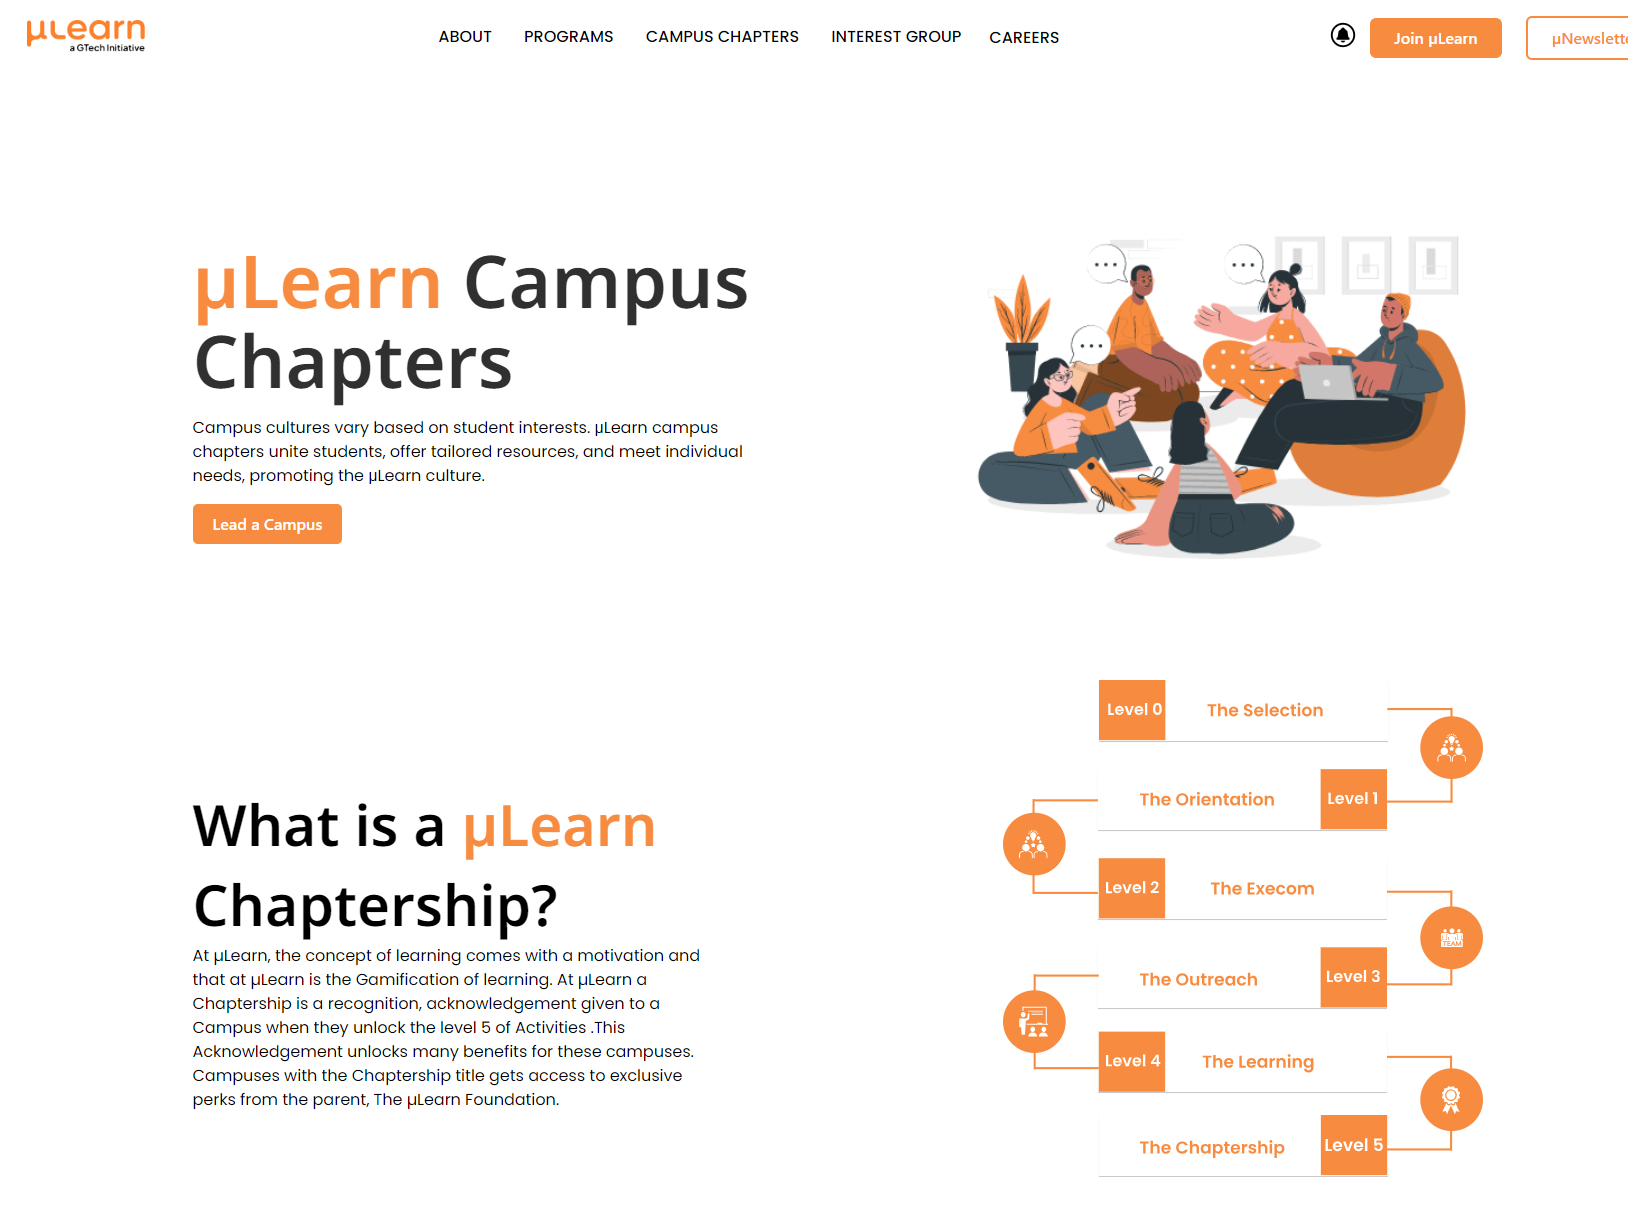 µLearn
a GTech Initiative
ABOUT PROGRAMS CAMPUS CHAPTERS INTEREST GROUP CAREERS
Join µLearn
µNewslette
µLearn Campus
Chapters
Campus cultures vary based on student interests. µLearn campus
chapters unite students, offer tailored resources, and meet individual
needs, promoting the µLearn culture.
Lead a Campus
What is a µLearn
Chaptership?
At µLearn, the concept of learning comes with a motivation and
that at µLearn is the Gamification of learning. At µLearn a
Chaptership is a recognition, acknowledgement given to a
Campus when they unlock the level 5 of Activities .This
Acknowledgement unlocks many benefits for these campuses.
Campuses with the Chaptership title gets access to exclusive
perks from the parent, The µLearn Foundation.
Level 0 The Selection
The Orientation Level 1
Level 2 The Execom
TEAM
The Outreach Level 3
Level 4 The Learning
The Chaptership Level 5